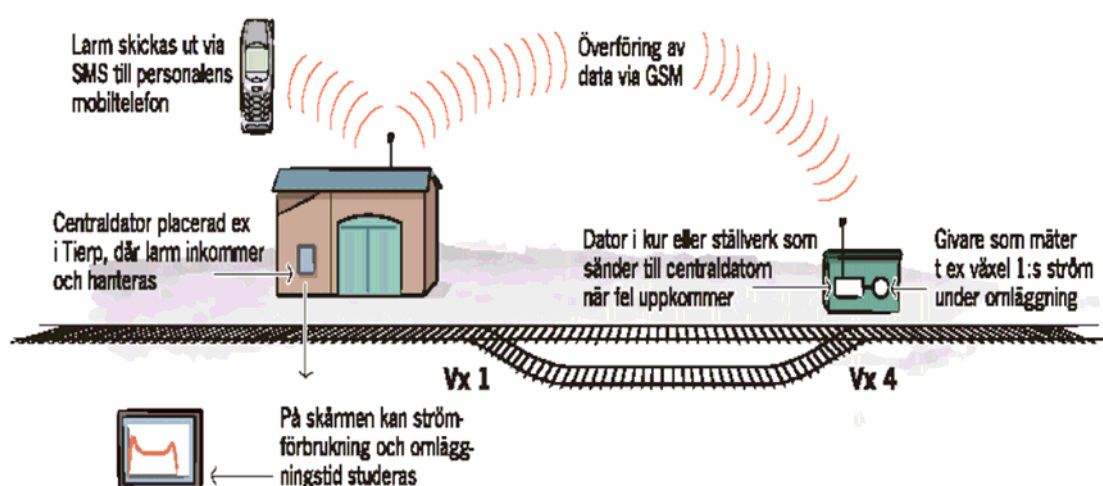 Larm skickas ut via
SMS till personalens
mobiltelefon
Överföring av
data via GSM
Centraldator placerad ex
i Tierp, där larm inkommer
och hanteras
Dator i kur eller ställverk som
sänder till centraldatorn
när fel uppkommer
Givare som mäter
t ex växel 1:s ström
under omläggning
Vx 1
Vx 4
På skärmen kan ström-
förbrukning och omlägg-
ningstid studeras